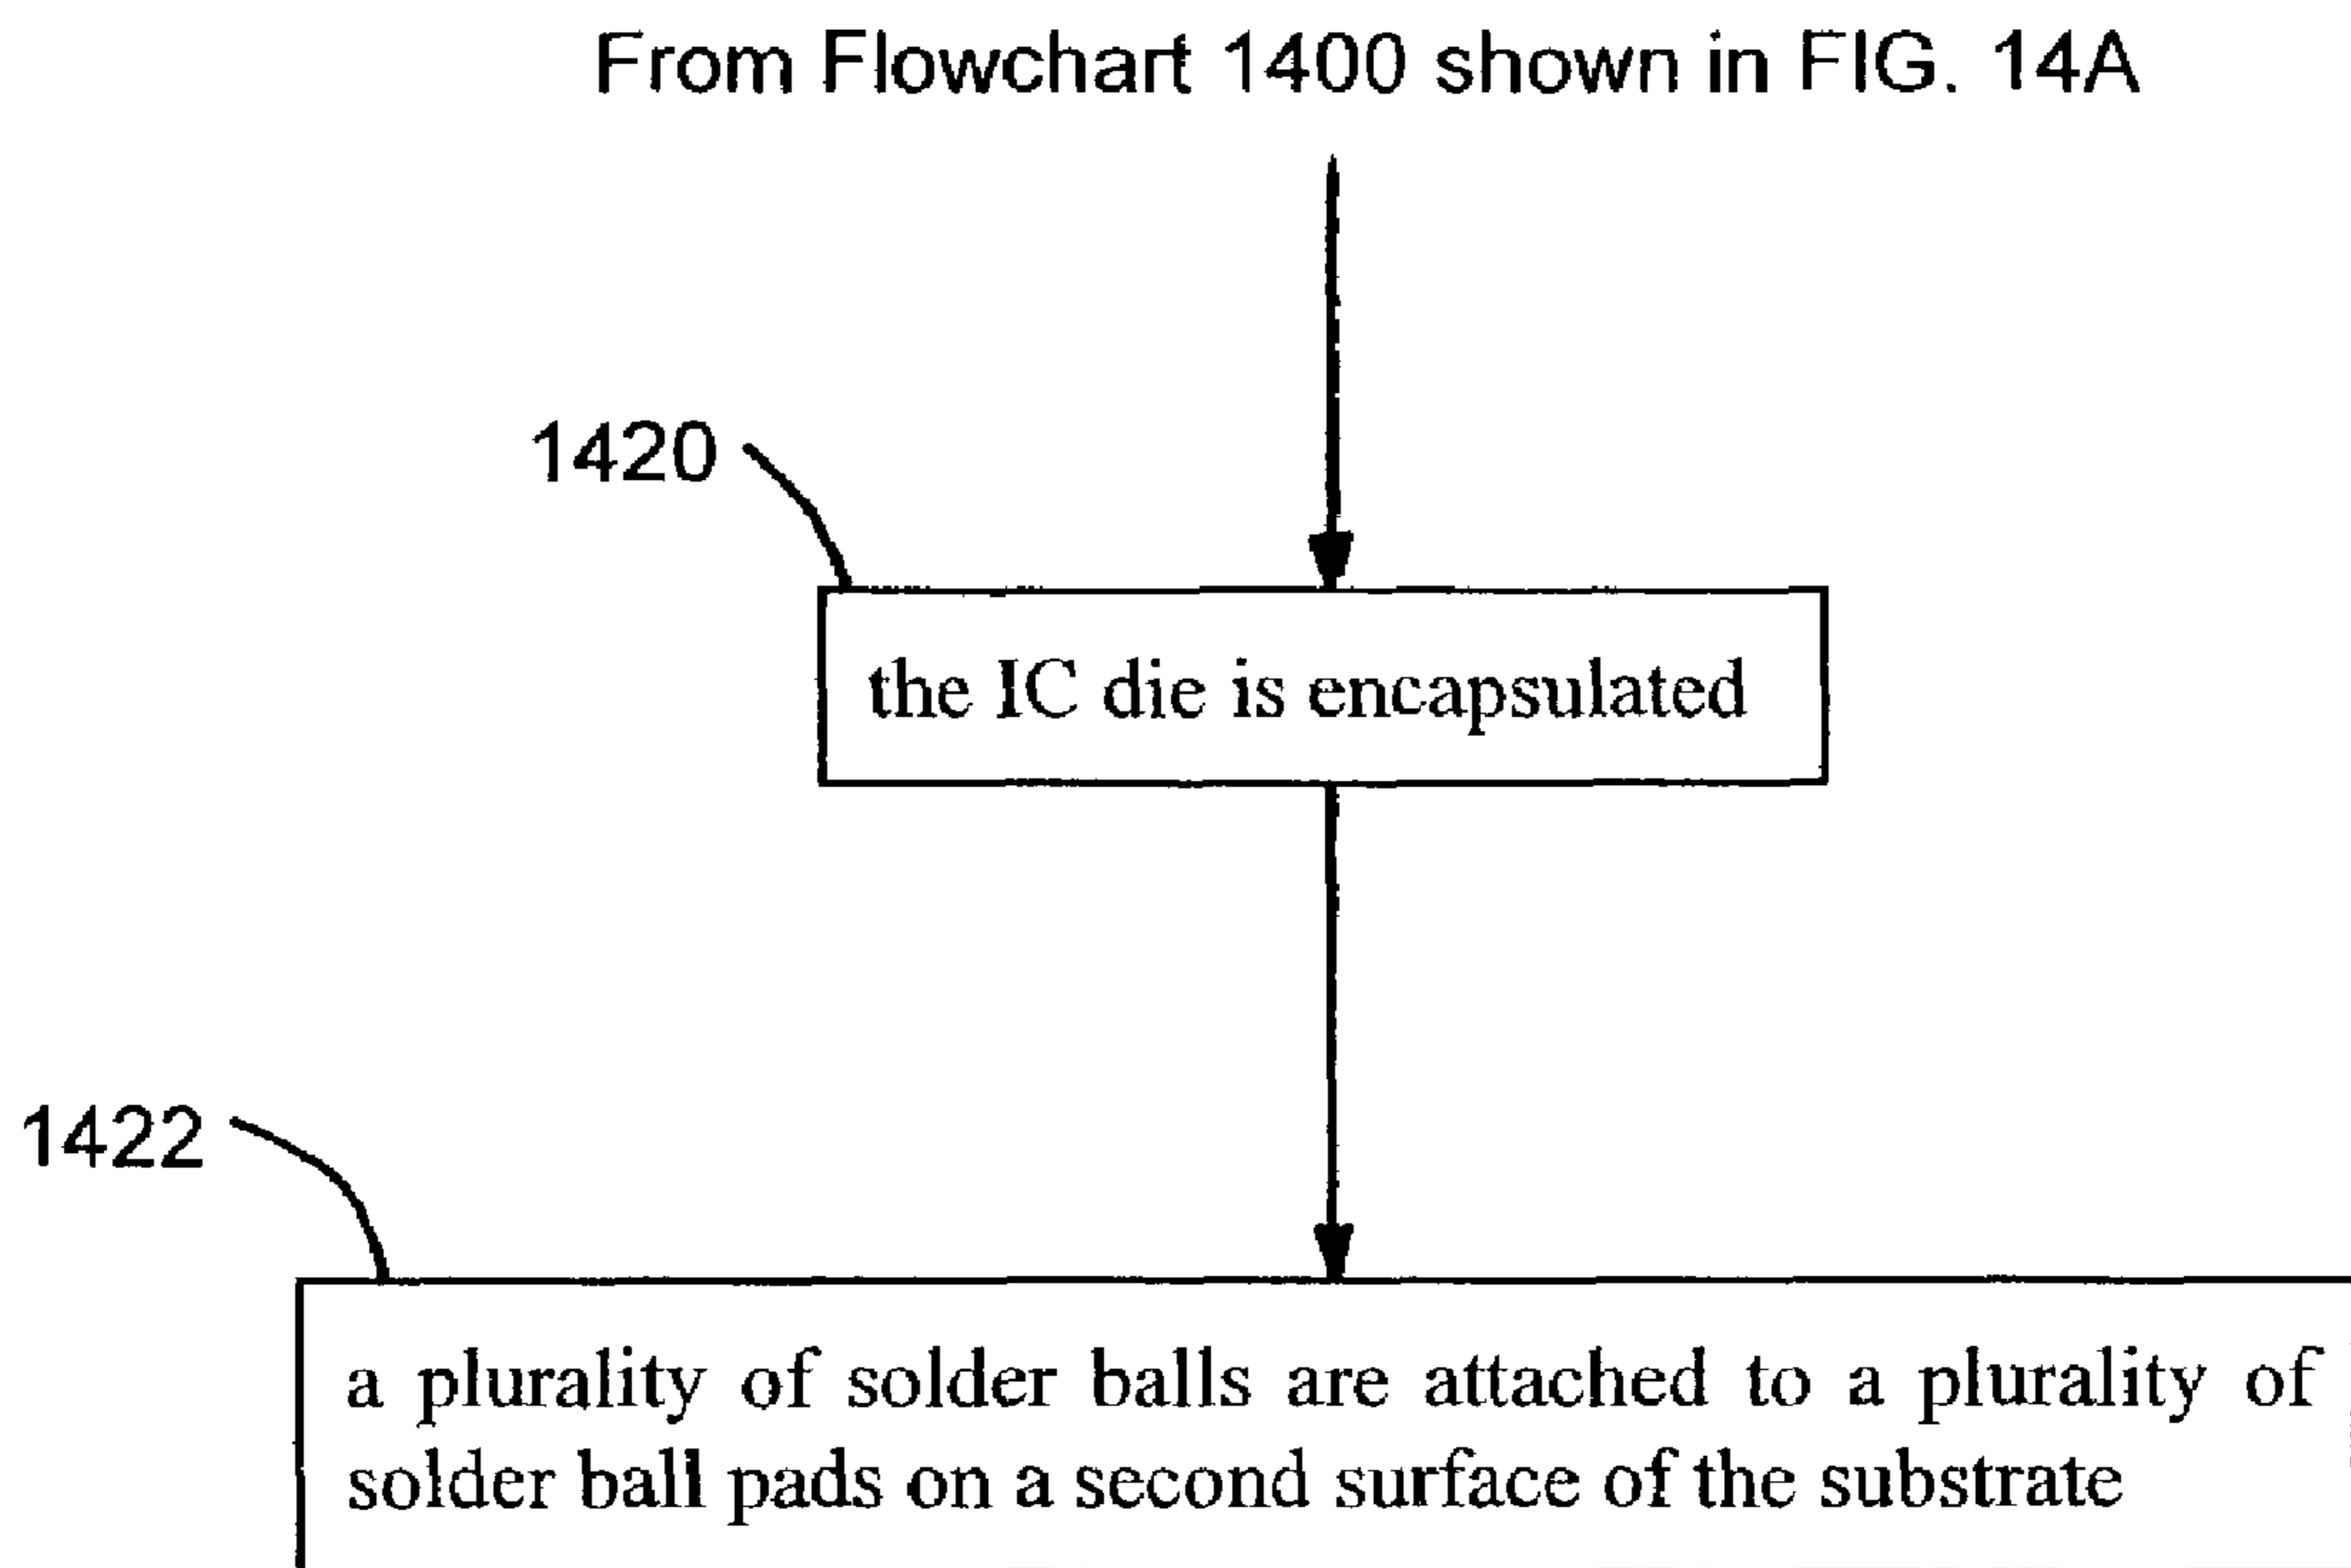 From Flowchart 1400 shown in FIG. 14A
1420
the IC die is encapsulated
1422
a plurality of solder balls are attached to a plurality of
solder ball pads on a second surface of the substrate